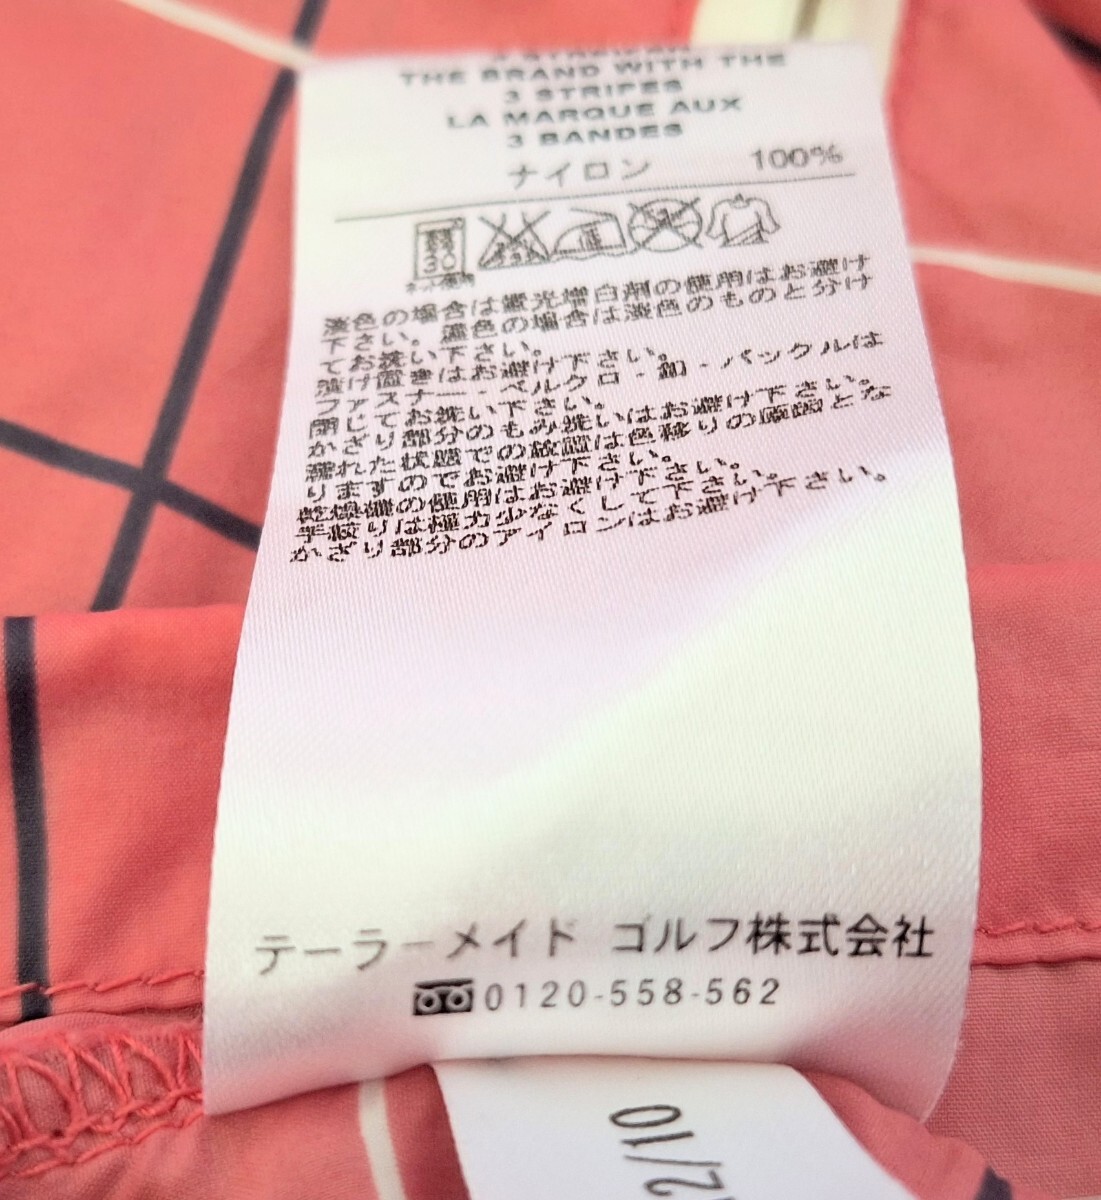 THE BRAND WITH THE
3 STRIPES
LA MARQUE AUX
3 BANDES
ナイロン 100%
30
ネット使用
淡色の場合は蛍光増白剤の使用はお避け
下さい。濃色の場合は淡色のものと分け
てお洗い下さい。
漬け置きはお避け下さい。
ファスナー・ベルクロ・釦・バックルは
閉じてお洗い下さい。
かざり部分のもみ洗いはお避け下さい。
濡れた状態での放置は色移りの原因とな
りますのでお避け下さい。
乾燥機の使用はお避け下さい。
手絞りは極力少なくして下さい。
かざり部分のアイロンはお避け下さい。
テーラーメイド ゴルフ株式会社
0120-558-562
2/10